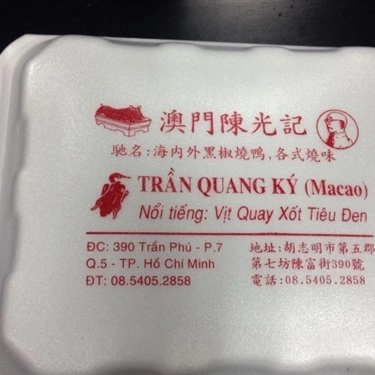 澳門陳光記
馳名:海內外黑椒燒鴨,各式燒味
TRẦN QUANG KÝ (Macao)
Nổi tiếng: Vịt Quay Xốt Tiêu Đen
ĐC: 390 Trần Phú - P.7
Q.5 - TP. Hồ Chí Minh
ĐT: 08.5405.2858
地址:胡志明市第五郡
第七坊陳富街390號
電話:08.5405.2858